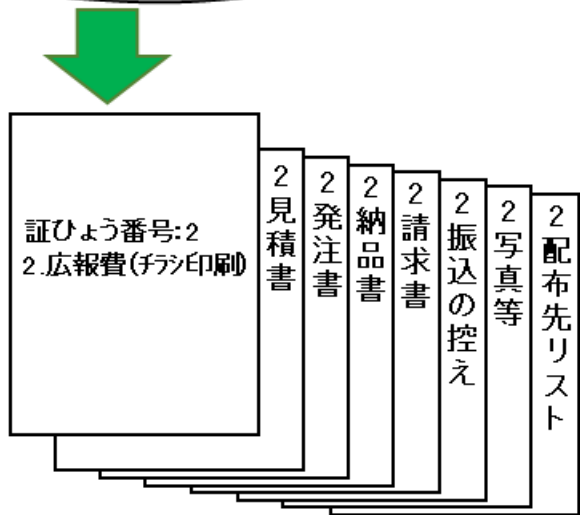 証ひょう番号:2
2.広報費(チラシ印刷)
2見積書
2発注書
2納品書
2請求書
2振込の控え
2写真等
2配布先リスト